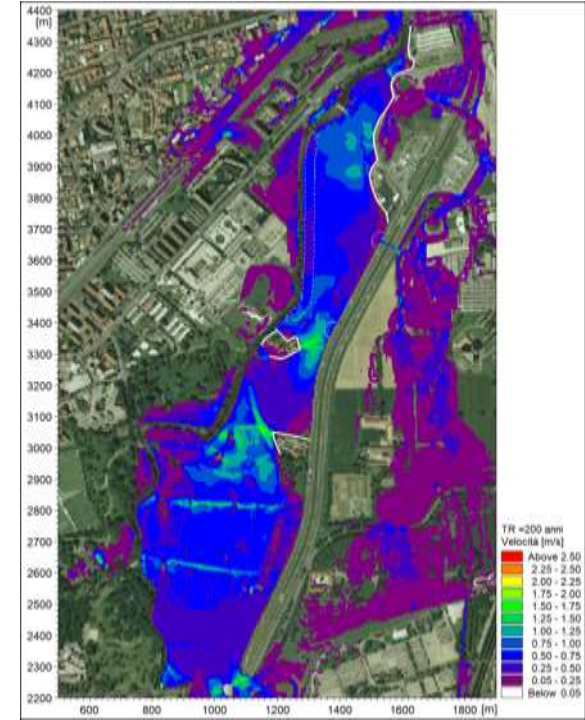 4400
[m]
4300
4200
4100
4000
3900
3800
3700
3600
3500
3400
3300
3200
3100
3000
2900
2800
2700
2600
2500
2400
2300
2200
600 800 1000 1200 1400 1600 1800 [m]
TR =200 anni
Velocità [m/s]
Above 2.50
2.25 - 2.50
2.00 - 2.25
1.75 - 2.00
1.50 - 1.75
1.25 - 1.50
1.00 - 1.25
0.75 - 1.00
0.50 - 0.75
0.25 - 0.50
0.05 - 0.25
Below 0.05